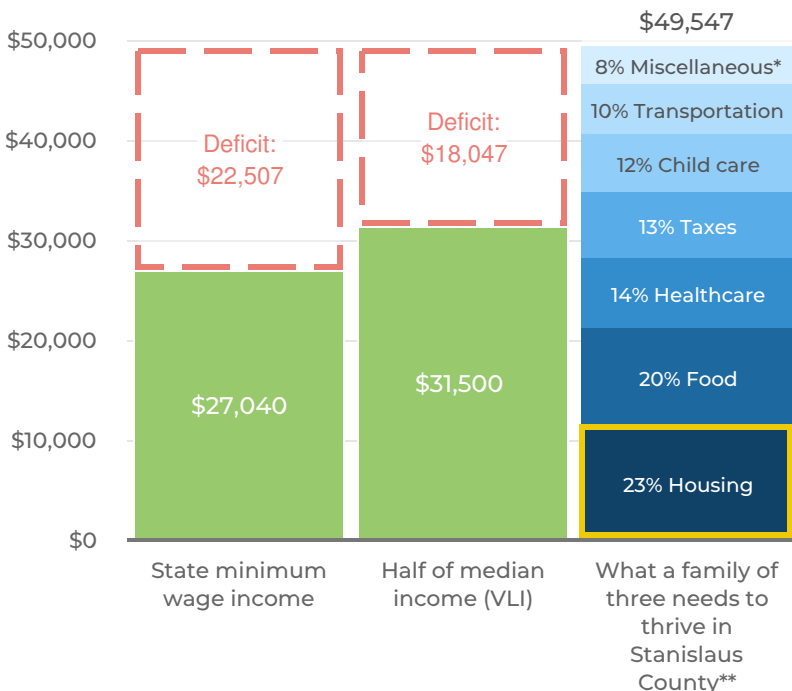 $49,547
$50,000
$40,000
$30,000
$20,000
$10,000
$0
Deficit:
$22,507
$27,040
Deficit:
$18,047
$31,500
8% Miscellaneous*
10% Transportation
12% Child care
13% Taxes
14% Healthcare
20% Food
23% Housing
State minimum
wage income
Half of median
income (VLI)
What a family of
three needs to
thrive in
Stanislaus
County**